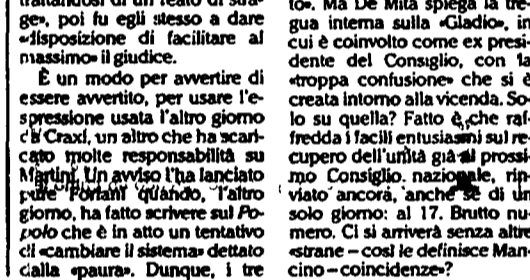 trattandosi di un reato di stra-
ge», poi fu egli stesso a dare
«disposizione di facilitare al
massimo» il giudice.
È un modo per avvertire di
essere avvertito, per usare l'e-
spressione usata l'altro giorno
da Craxi, un altro che ha scari-
cato molte responsabilità su
Martini. Un avviso l'ha lanciato
pure Forlani quando, l'altro
giorno, ha fatto scrivere sul Po-
polo che è in atto un tentativo
di «cambiare il sistema» dettato
dalla «paura». Dunque, i tre
to». Ma De Mita spiega la tre-
gua interna sulla «Gladio», in
cui è coinvolto come ex presi-
dente del Consiglio, con la
«troppa confusione» che si è
creata intorno alla vicenda. So-
lo su quella? Fatto è, che raf-
fredda i facili entusiasmi sul re-
cupero dell'unità già al prossi-
mo Consiglio nazionale, rin-
viato ancora, anche se di un
solo giorno: al 17. Brutto nu-
mero. Ci si arriverà senza altre
«strane – così le definisce Man-
cino – coincidenze»?